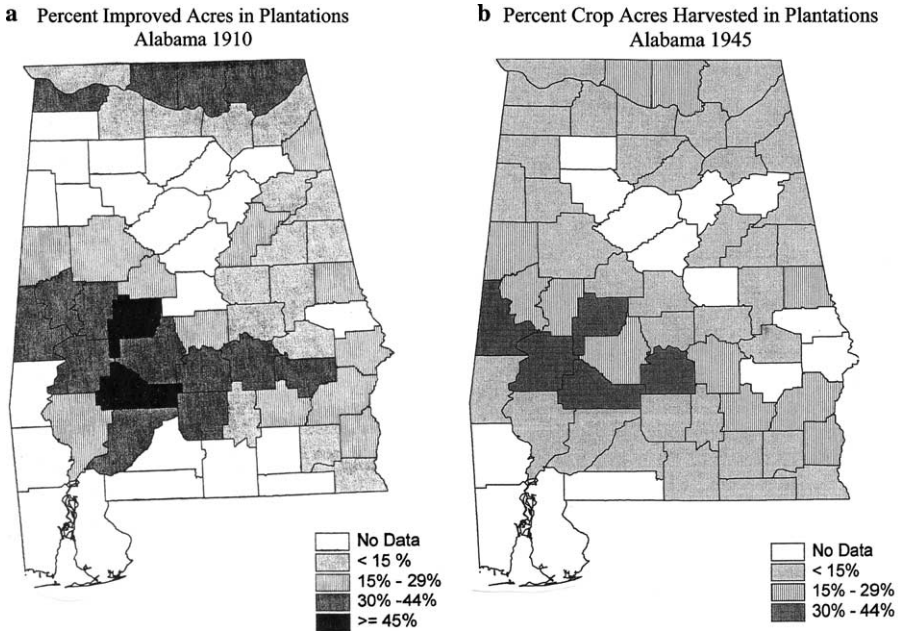 a Percent Improved Acres in Plantations
Alabama 1910
No Data
< 15 %
15% - 29%
30% -44%
>= 45%
b Percent Crop Acres Harvested in Plantations
Alabama 1945
No Data
< 15%
15% - 29%
30% - 44%